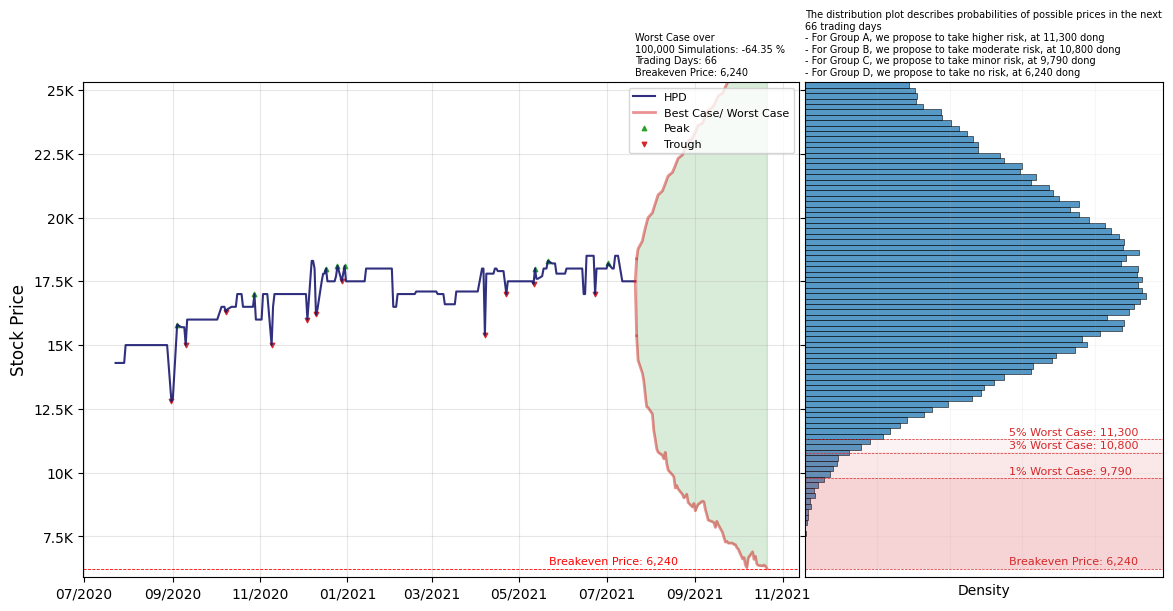 The distribution plot describes probabilities of possible prices in the next
66 trading days
- For Group A, we propose to take higher risk, at 11,300 dong
- For Group B, we propose to take moderate risk, at 10,800 dong
- For Group C, we propose to take minor risk, at 9,790 dong
- For Group D, we propose to take no risk, at 6,240 dong
Worst Case over
100,000 Simulations: -64.35 %
Trading Days: 66
Breakeven Price: 6,240
HPD
Best Case/ Worst Case
Peak
Trough
Stock Price
25K
22.5K
20K
17.5K
15K
12.5K
10K
7.5K
Breakeven Price: 6,240
07/2020
09/2020
11/2020
01/2021
03/2021
05/2021
07/2021
09/2021
11/2021
5% Worst Case: 11,300
3% Worst Case: 10,800
1% Worst Case: 9,790
Breakeven Price: 6,240
Density